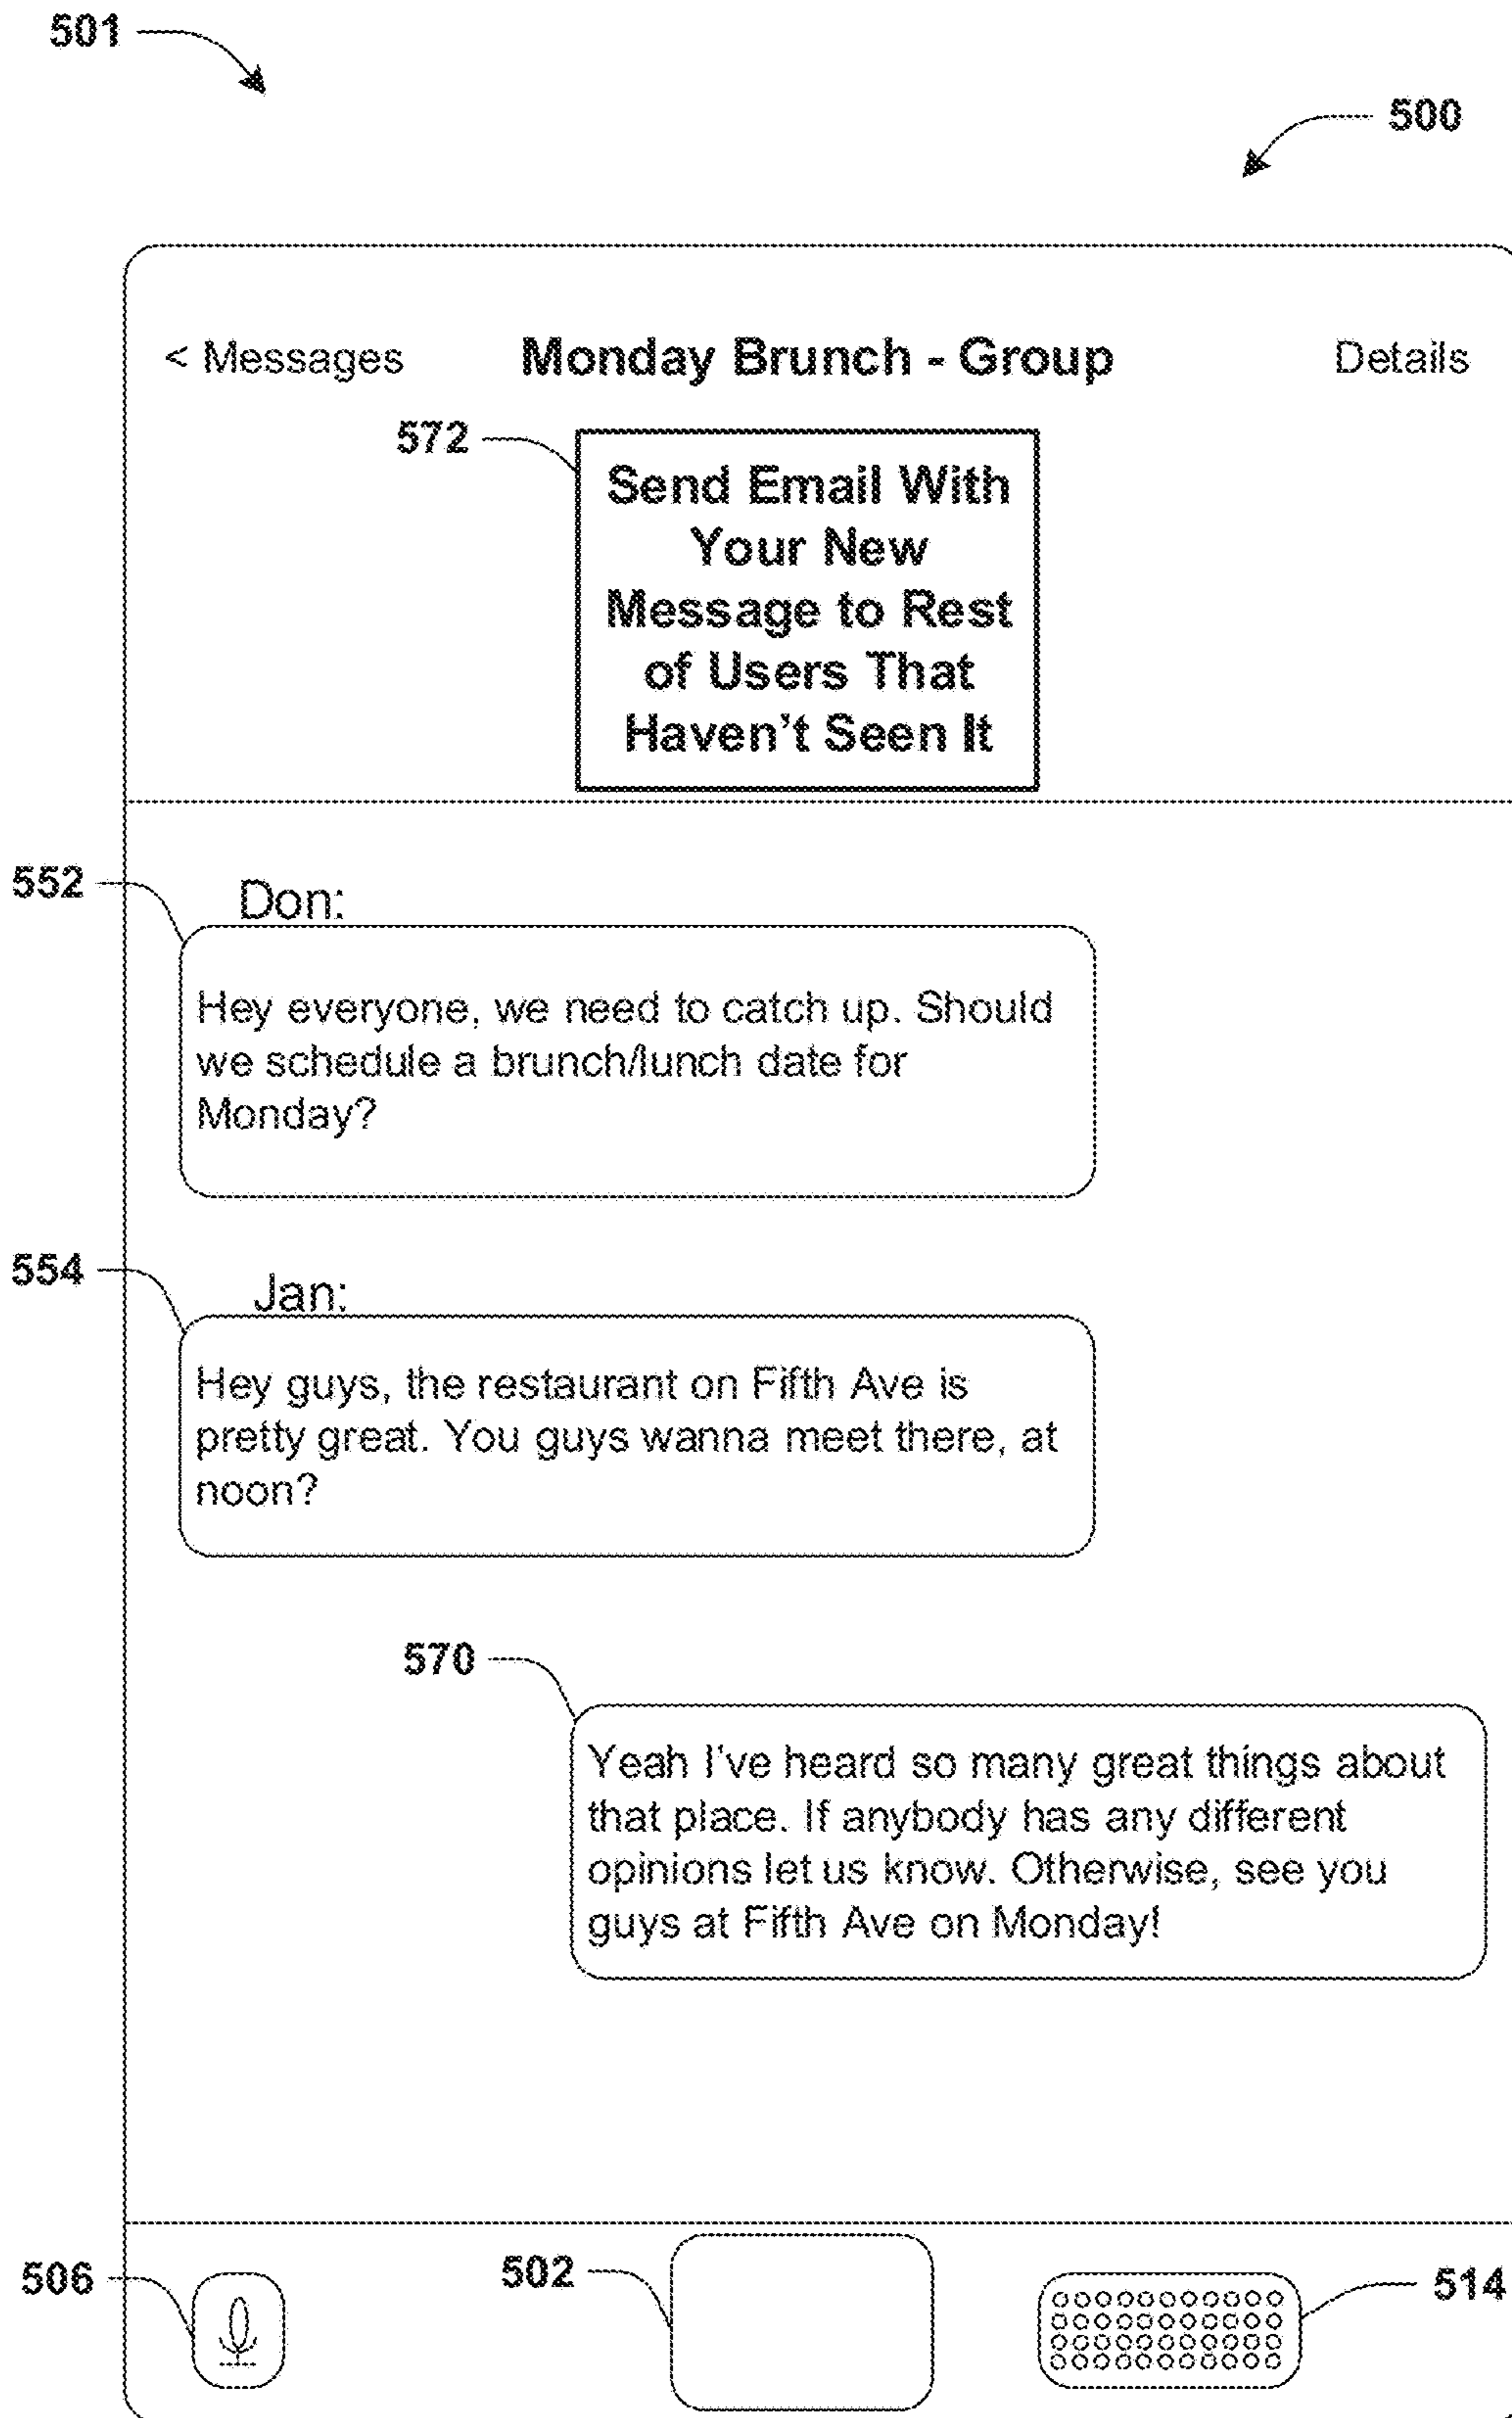 501
500
< Messages Monday Brunch - Group Details
572
Send Email With
Your New
Message to Rest
of Users That
Haven't Seen It
552
Don:
Hey everyone, we need to catch up. Should
we schedule a brunch/lunch date for
Monday?
554
Jan:
Hey guys, the restaurant on Fifth Ave is
pretty great. You guys wanna meet there, at
noon?
570
Yeah I've heard so many great things about
that place. If anybody has any different
opinions let us know. Otherwise, see you
guys at Fifth Ave on Monday!
506
502
514